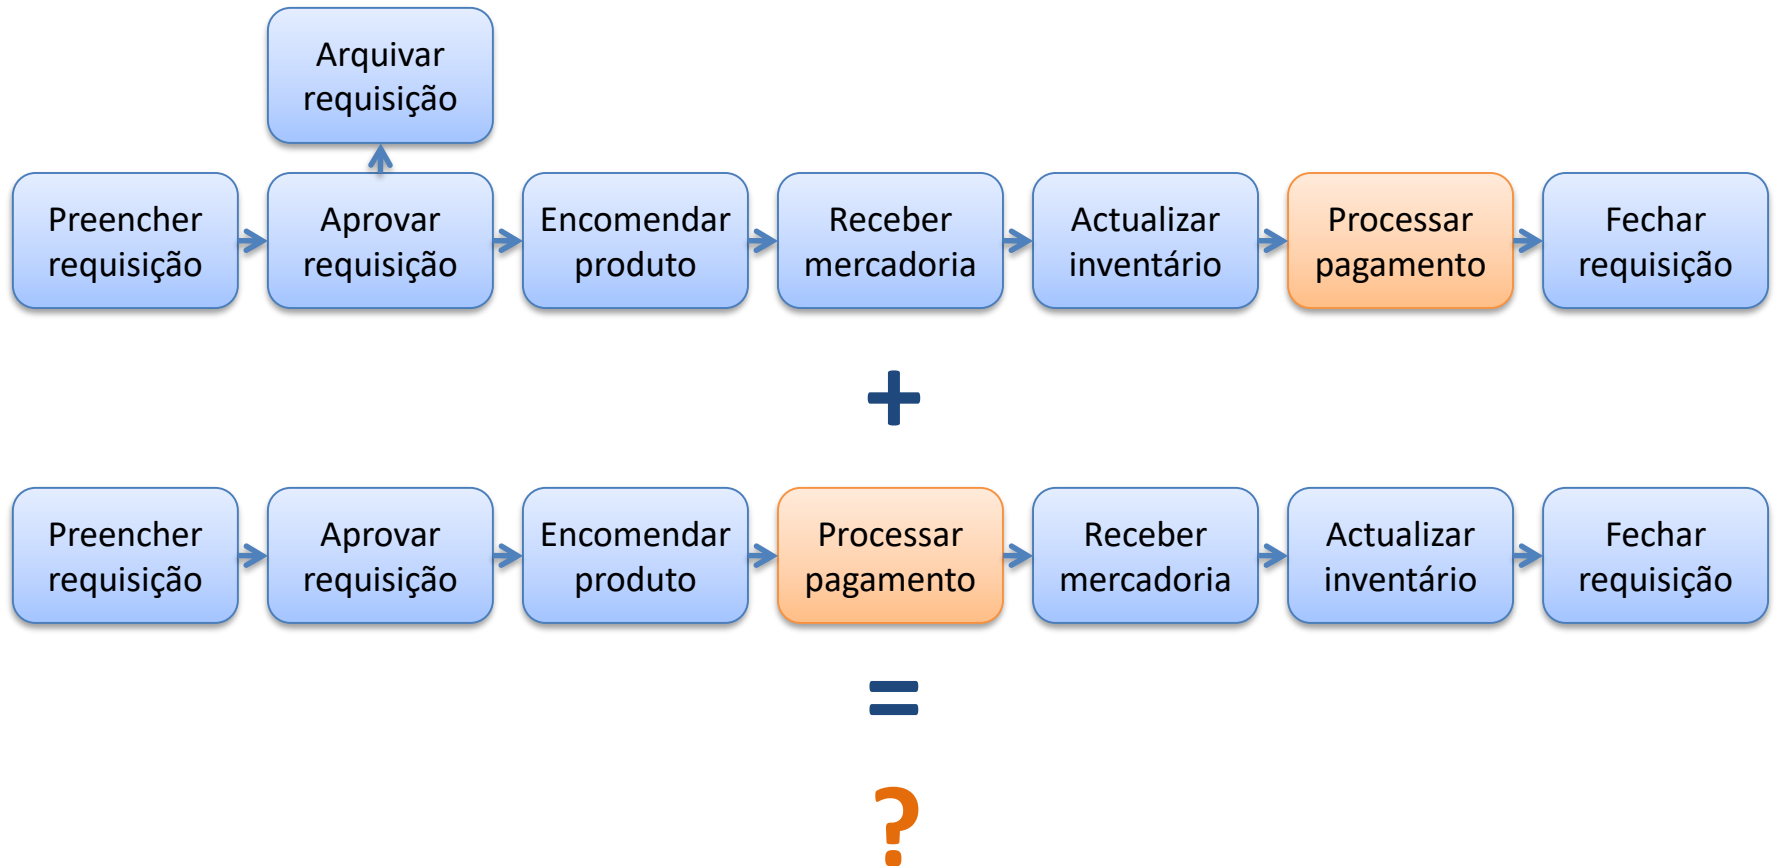 Arquivar
requisição
Preencher
requisição
Aprovar
requisição
Encomendar
produto
Receber
mercadoria
Actualizar
inventário
Processar
pagamento
Fechar
requisição
+
Preencher
requisição
Aprovar
requisição
Encomendar
produto
Processar
pagamento
Receber
mercadoria
Actualizar
inventário
Fechar
requisição
=
?